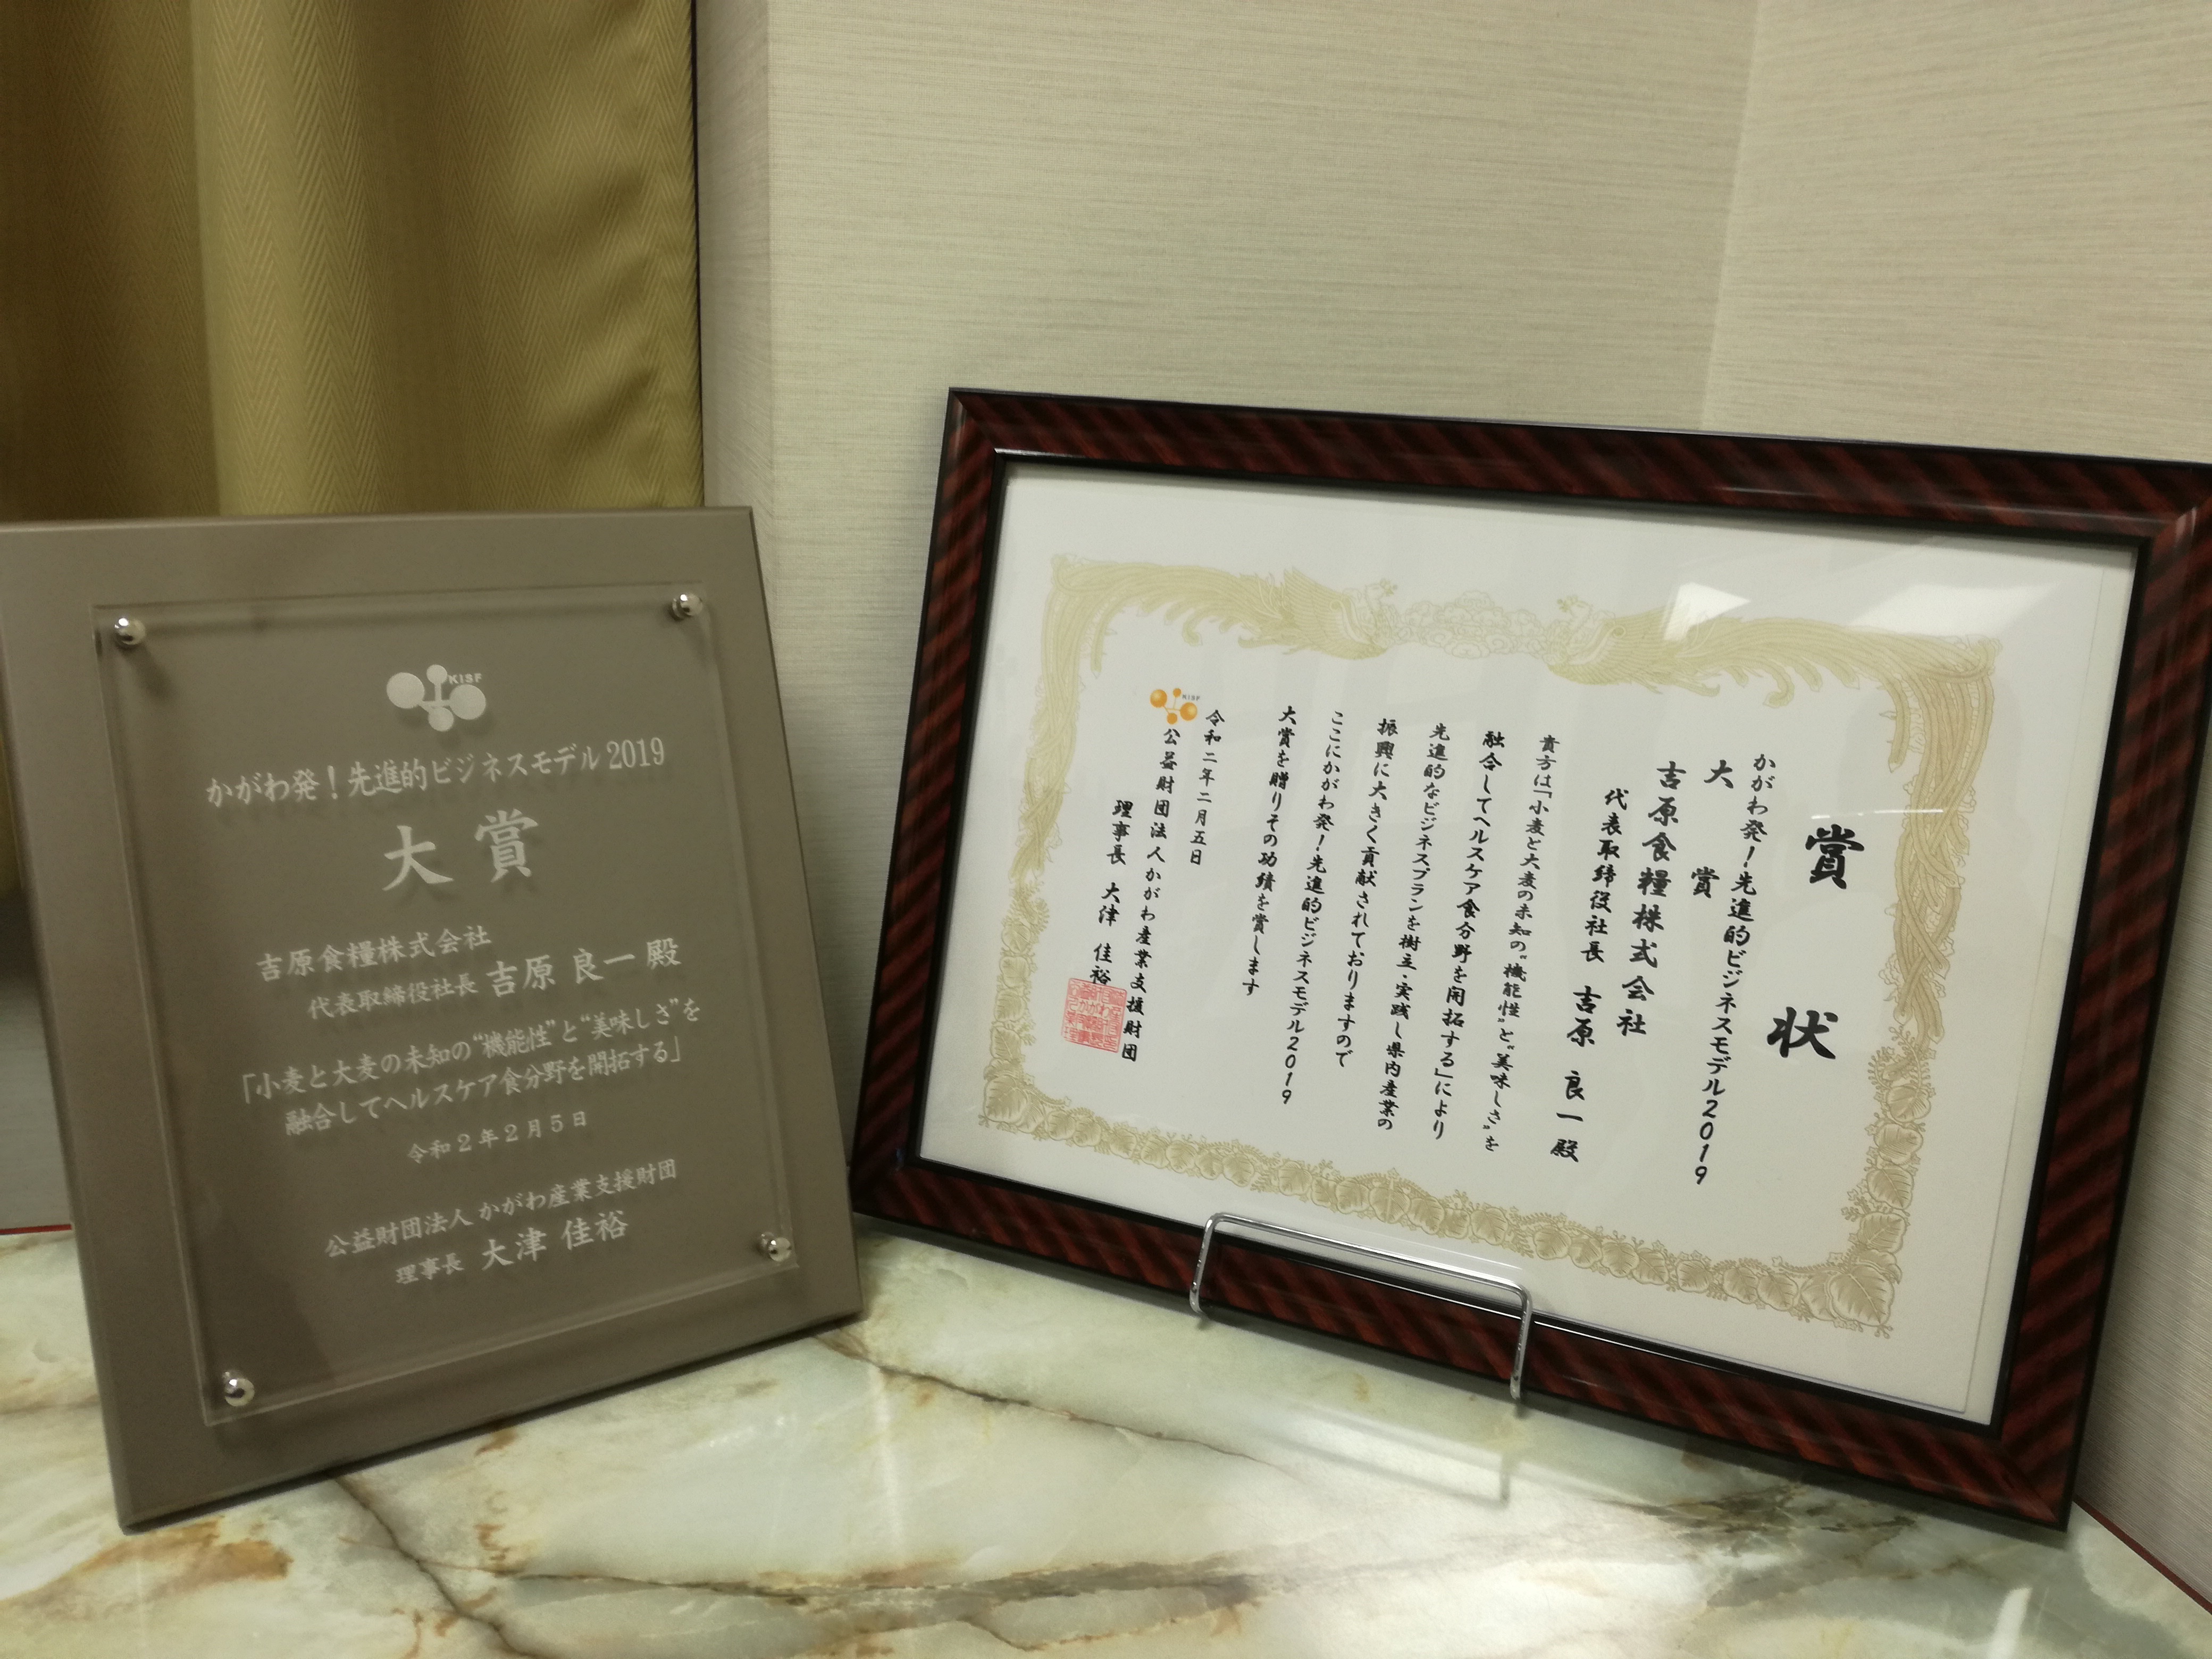 KISF
かがわ発！先進的ビジネスモデル2019
大賞
吉原食糧株式会社
代表取締役社長 吉原 良一 殿
「小麦と大麦の未知の“機能性”と“美味しさ”を
融合してヘルスケア食分野を開拓する」
令和2年2月5日
公益財団法人 かがわ産業支援財団
理事長 大津 佳裕
賞状
かがわ発！先進的ビジネスモデル2019
大賞
吉原食糧株式会社
代表取締役社長 吉原 良一 殿
貴方は「小麦と大麦の未知の“機能性”と“美味しさ”を
融合してヘルスケア食分野を開拓する」により
先進的なビジネスプランを樹立・実践し県内産業の
振興に大きく貢献されておりますので
ここにかがわ発！先進的ビジネスモデル2019
大賞を贈りその功績を賞します
令和二年二月五日
KISF
公益財団法人かがわ産業支援財団
理事長 大津 佳裕